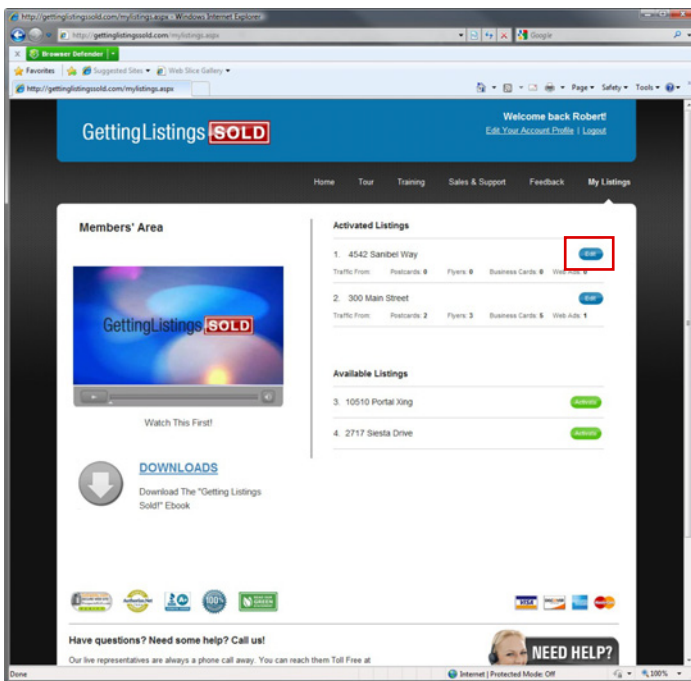 http://gettinglistingssold.com/mylistings.aspx - Windows Internet Explorer
http://gettinglistingssold.com/mylistings.aspx
Google
X Browser Defender
Favorites Suggested Sites Web Slice Gallery
http://gettinglistingssold.com/mylistings.aspx
Page Safety Tools
GettingListings SOLD
Welcome back Robert!
Edit Your Account Profile | Logout
Home Tour Training Sales & Support Feedback My Listings
Members' Area
GettingListings SOLD
Watch This First!
DOWNLOADS
Download The "Getting Listings
Sold!" Ebook
Activated Listings
1. 4542 Sanibel Way Edit
Traffic From: Postcards: 0 Flyers: 0 Business Cards: 0 Web Ads: 0
2. 300 Main Street Edit
Traffic From: Postcards: 2 Flyers: 3 Business Cards: 5 Web Ads: 1
Available Listings
3. 10510 Portal Xing Activate
4. 2717 Siesta Drive Activate
100%
VISA
Have questions? Need some help? Call us!
Our live representatives are always a phone call away. You can reach them Toll Free at
NEED HELP?
Done
Internet | Protected Mode: Off
100%